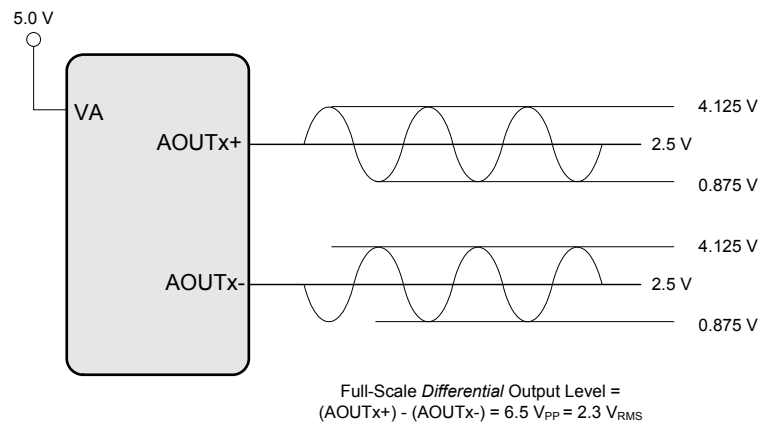 5.0 V
VA
AOUTx+
4.125 V
2.5 V
0.875 V
AOUTx-
4.125 V
2.5 V
0.875 V
Full-Scale Differential Output Level =
(AOUTx+) - (AOUTx-) = 6.5 VPP = 2.3 VRMS